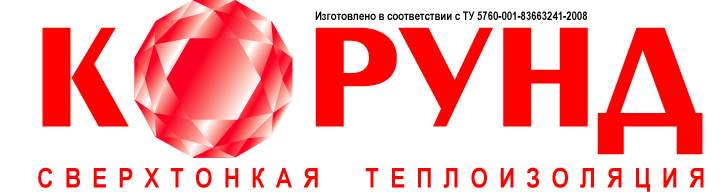 Изготовлено в соответствии с ТУ 5760-001-83663241-2008
КОРУНД
СВЕРХТОНКАЯ ТЕПЛОИЗОЛЯЦИЯ